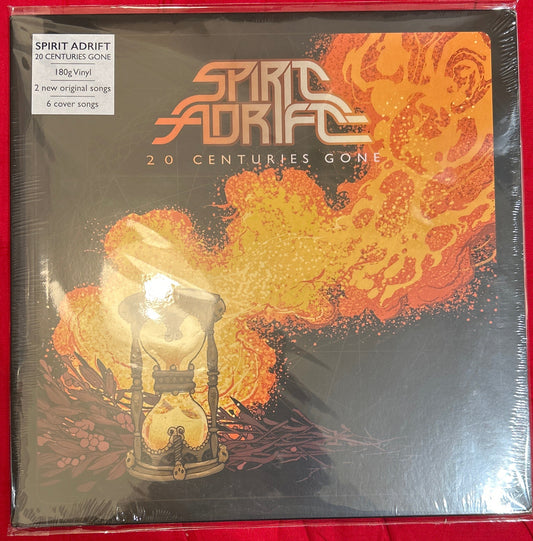 SPIRIT ADRIFT
20 CENTURIES GONE
180g Vinyl
2 new original songs
6 cover songs
SPIRIT
ADRIFT
20 CENTURIES GONE